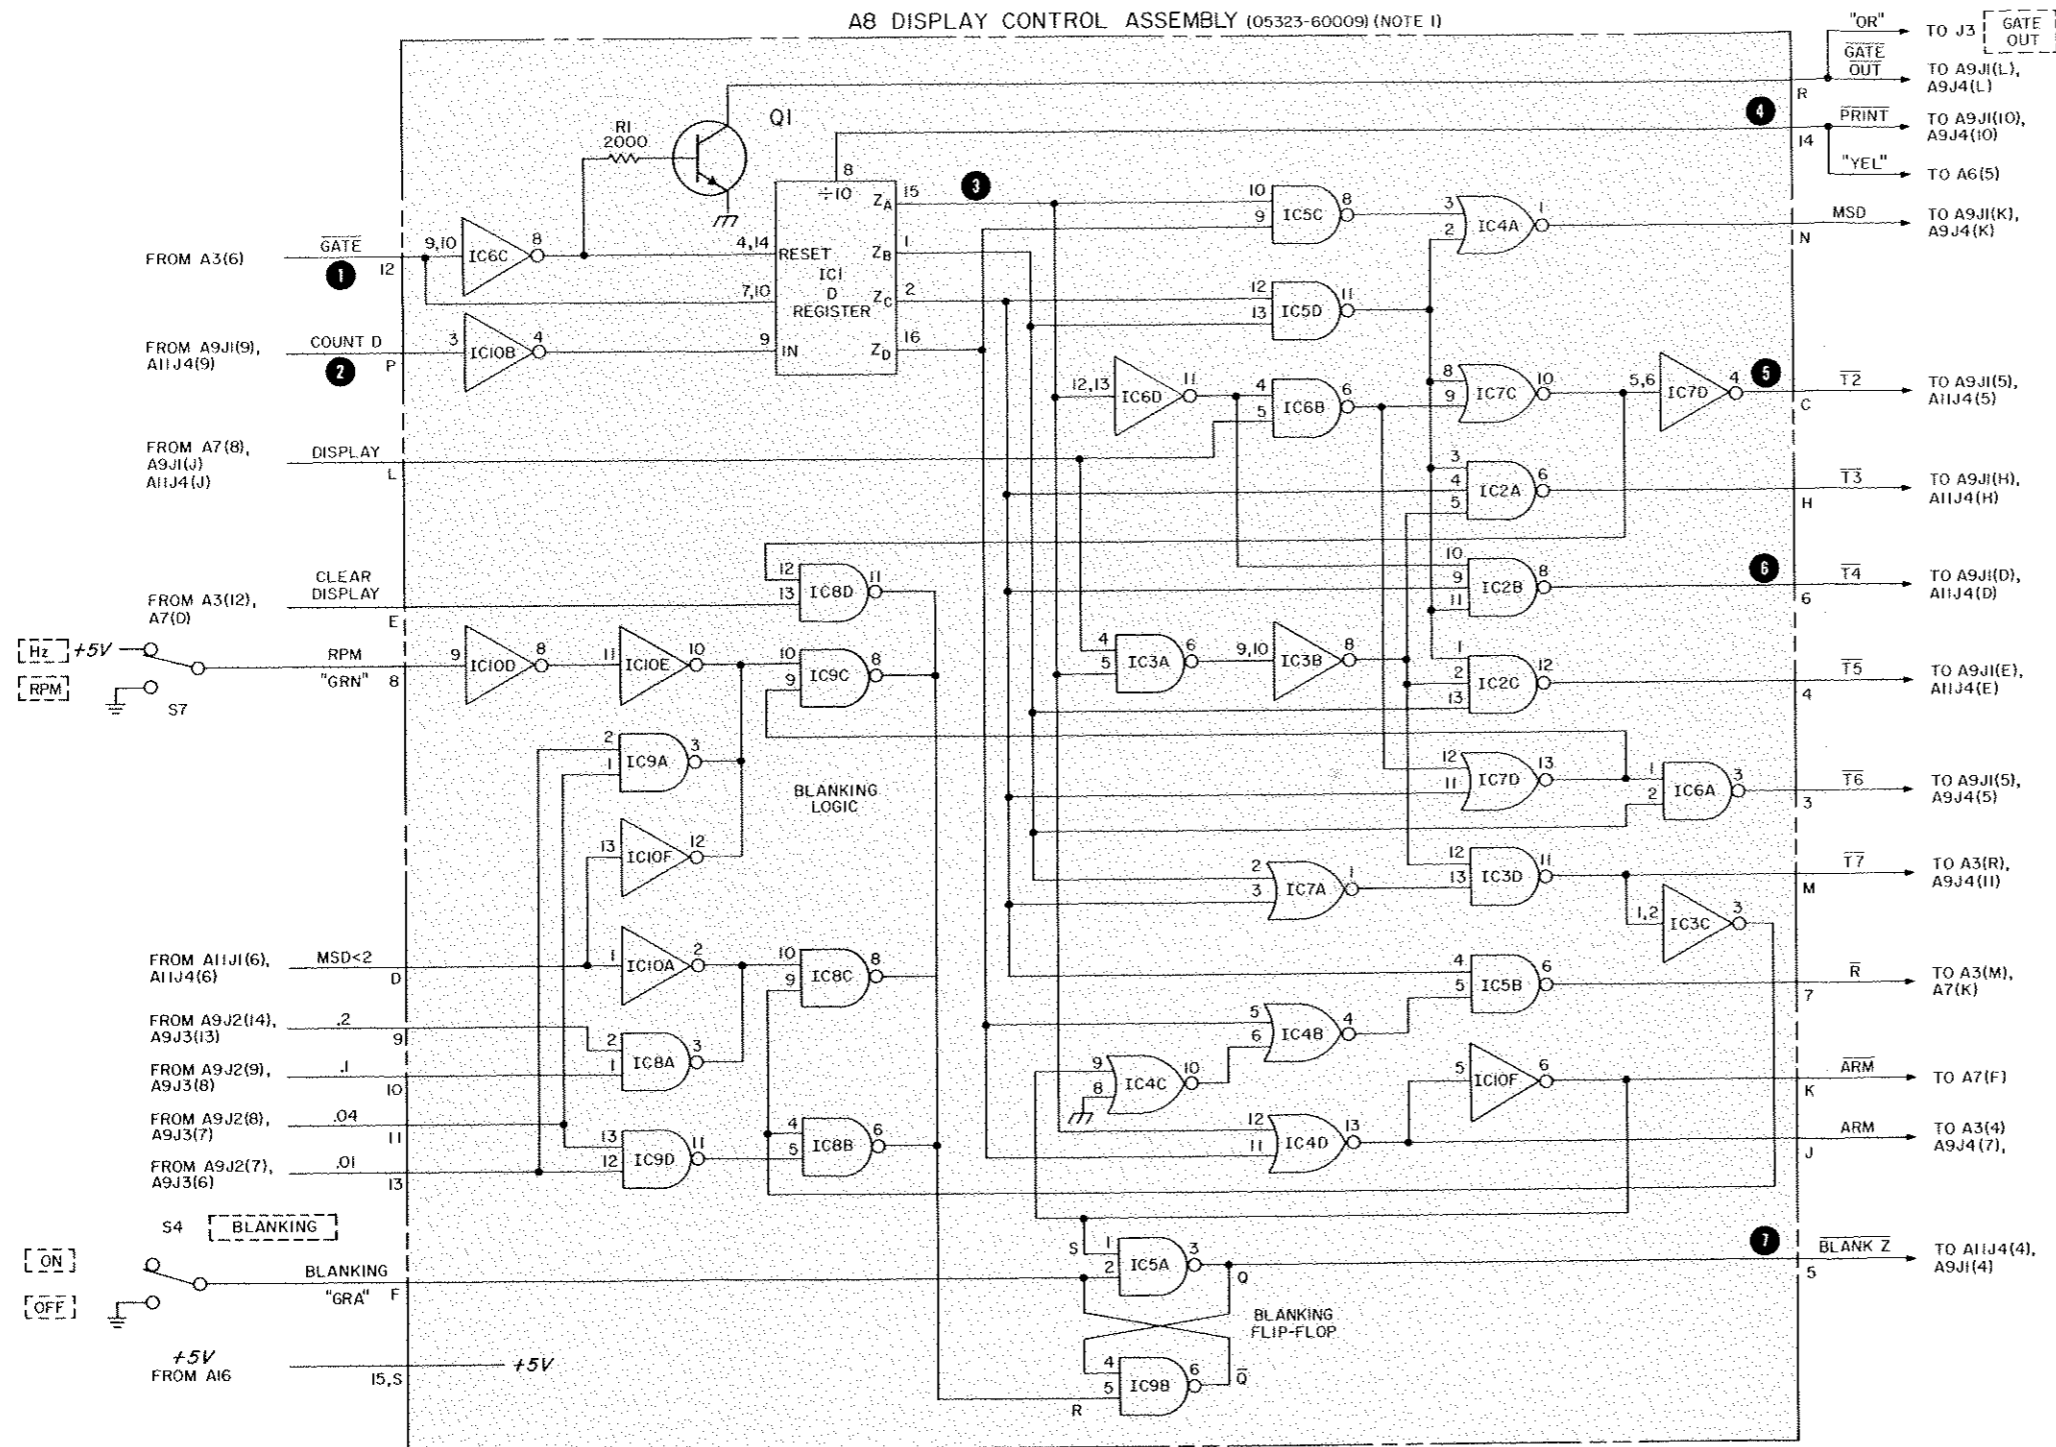 A8 DISPLAY CONTROL ASSEMBLY (05323-60009) (NOTE 1)
"OR"
TO J3
GATE OUT
GATE OUT
R
TO A9J1(L),
A9J4(L)
4
PRINT
14
TO A9J1(10),
A9J4(10)
"YEL"
TO A6(5)
Q1
R1
2000
8
÷10
ZA 15
3
ZB 1
ZC 2
ZD 16
4,14
RESET
IC1
D
REGISTER
7,10
9
IN
FROM A3(6)
GATE
1
12
9,10
IC6C
8
FROM A9J1(9),
A11J4(9)
COUNT D
2
P
3
IC10B
4
10
9
IC5C
8
3
2
IC4A
1
MSD
N
TO A9J1(K),
A9J4(K)
12
13
IC5D
11
12,13
IC6D
11
4
5
IC6B
6
8
9
IC7C
10
5,6
IC7D
4
5
T2
C
TO A9J1(5),
A11J4(5)
FROM A7(8),
A9J1(J)
A11J4(J)
DISPLAY
L
3
4
5
IC2A
6
T3
H
TO A9J1(H),
A11J4(H)
FROM A3(12),
A7(D)
CLEAR
DISPLAY
E
12
13
IC8D
11
10
9
11
IC2B
8
6
T4
6
TO A9J1(D),
A11J4(D)
[Hz]
+5V
[RPM]
S7
RPM
"GRN"
8
9
IC10D
8
11
IC10E
10
10
9
IC9C
8
4
5
IC3A
6
9,10
IC3B
8
1
2
13
IC2C
12
T5
4
TO A9J1(E),
A11J4(E)
2
1
IC9A
3
BLANKING
LOGIC
12
11
IC7D
13
1
2
IC6A
3
T6
3
TO A9J1(5),
A9J4(5)
13
IC10F
12
2
3
IC7A
1
12
13
IC3D
11
T7
M
TO A3(R),
A9J4(11)
1,2
IC3C
3
FROM A11J1(6),
A11J4(6)
MSD<2
D
1
IC10A
2
10
9
IC8C
8
4
5
IC5B
6
R
7
TO A3(M),
A7(K)
FROM A9J2(14),
A9J3(13)
.2
9
2
1
IC8A
3
5
6
IC4B
4
FROM A9J2(9),
A9J3(8)
.1
10
9
8
IC4C
10
5
IC10F
6
ARM
K
TO A7(F)
FROM A9J2(8),
A9J3(7)
.04
11
13
12
IC9D
11
4
5
IC8B
6
12
11
IC4D
13
ARM
J
TO A3(4)
A9J4(7),
FROM A9J2(7),
A9J3(6)
.01
13
S4
BLANKING
[ON]
[OFF]
BLANKING
"GRA"
F
S
1
2
IC5A
3
Q
7
BLANK Z
5
TO A11J4(4),
A9J1(4)
BLANKING
FLIP-FLOP
4
5
IC9B
6
Q
R
+5V
FROM A16
15,S
+5V